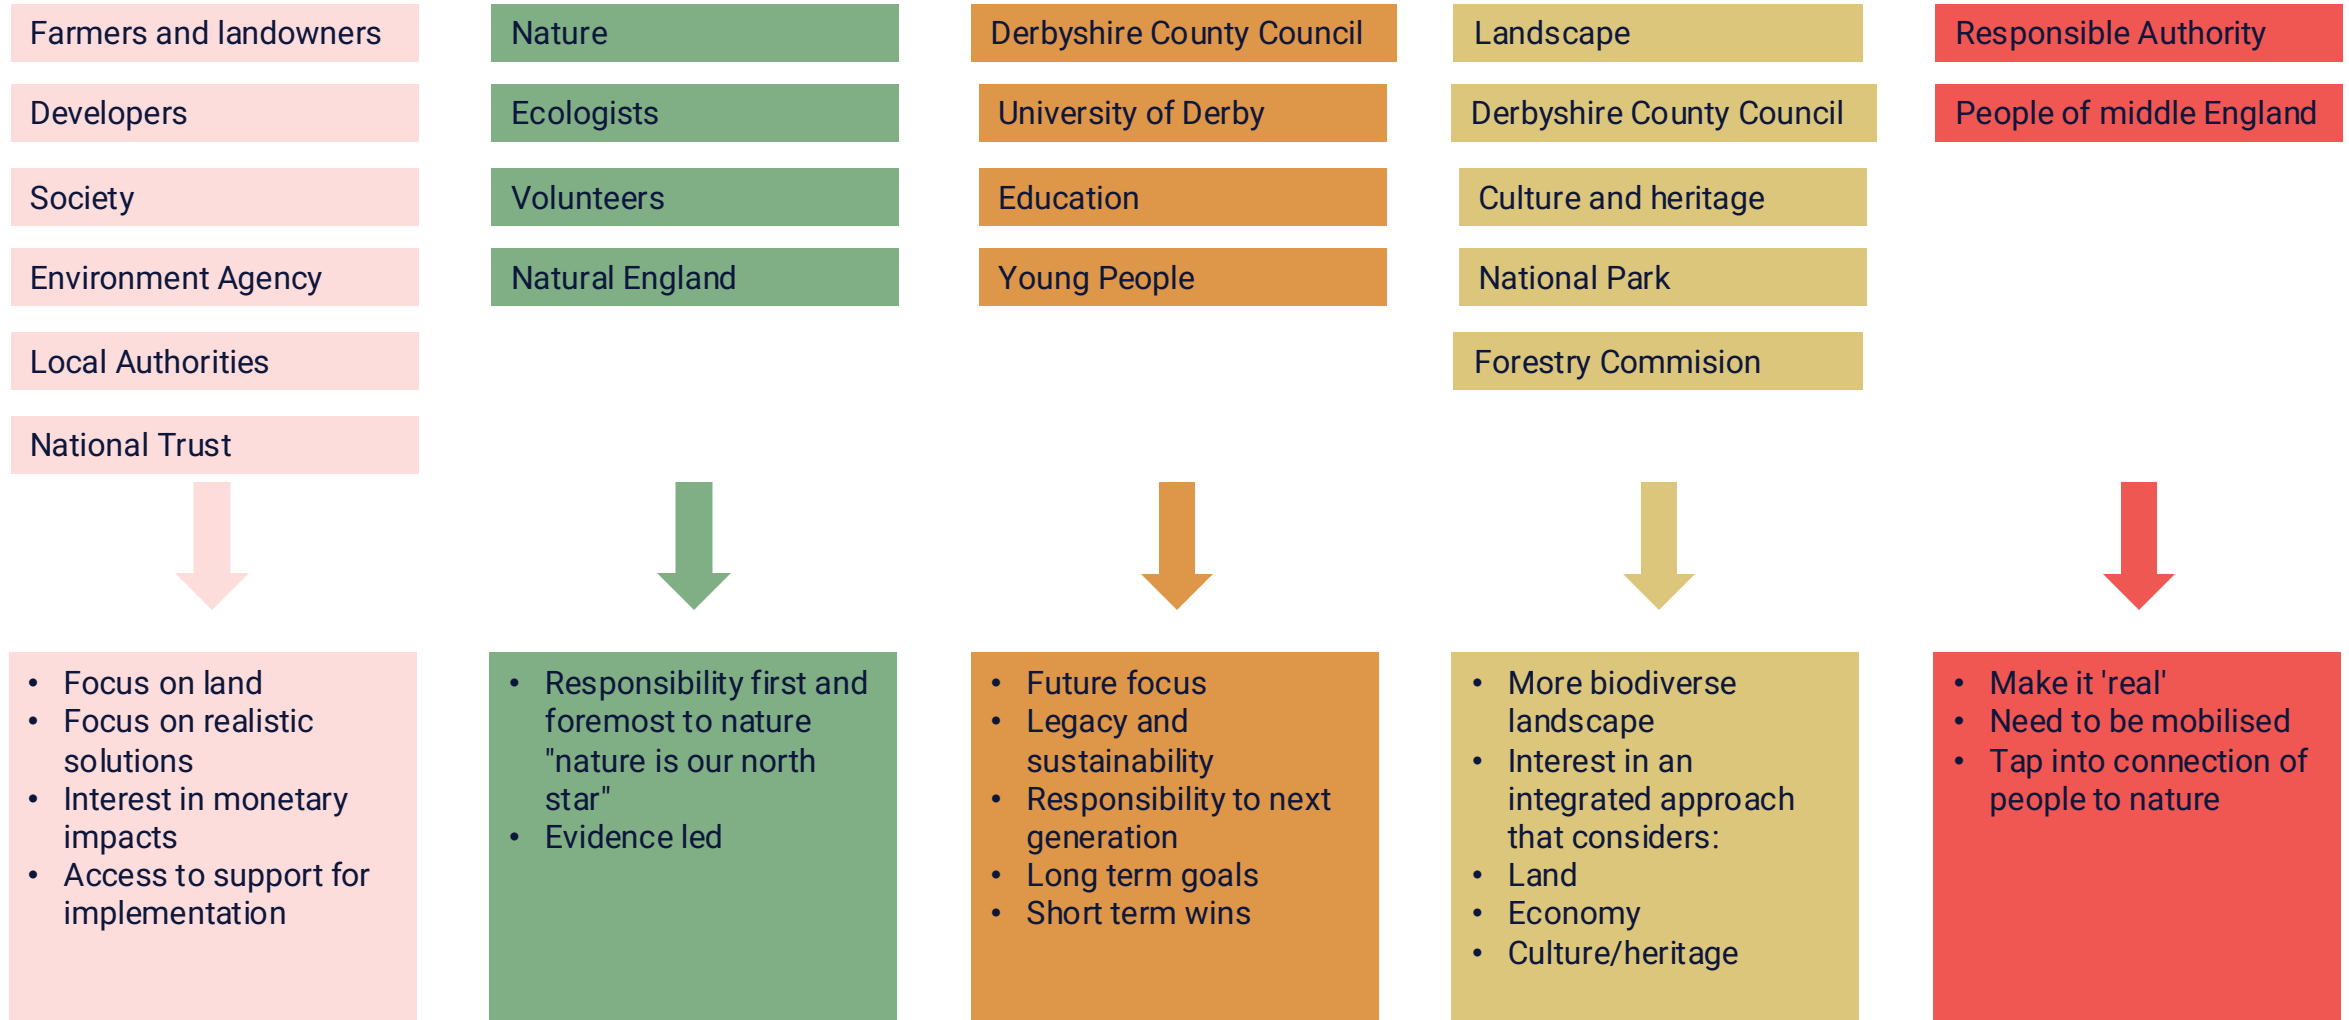 Farmers and landowners
Developers
Society
Environment Agency
Local Authorities
National Trust
• Focus on land
• Focus on realistic
solutions
• Interest in monetary
impacts
• Access to support for
implementation
Nature
Ecologists
Volunteers
Natural England
• Responsibility first and
foremost to nature
"nature is our north
star"
• Evidence led
Derbyshire County Council
University of Derby
Education
Young People
• Future focus
• Legacy and
sustainability
• Responsibility to next
generation
• Long term goals
• Short term wins
Landscape
Derbyshire County Council
Culture and heritage
National Park
Forestry Commision
• More biodiverse
landscape
• Interest in an
integrated approach
that considers:
• Land
• Economy
• Culture/heritage
Responsible Authority
People of middle England
• Make it 'real'
• Need to be mobilised
• Tap into connection of
people to nature